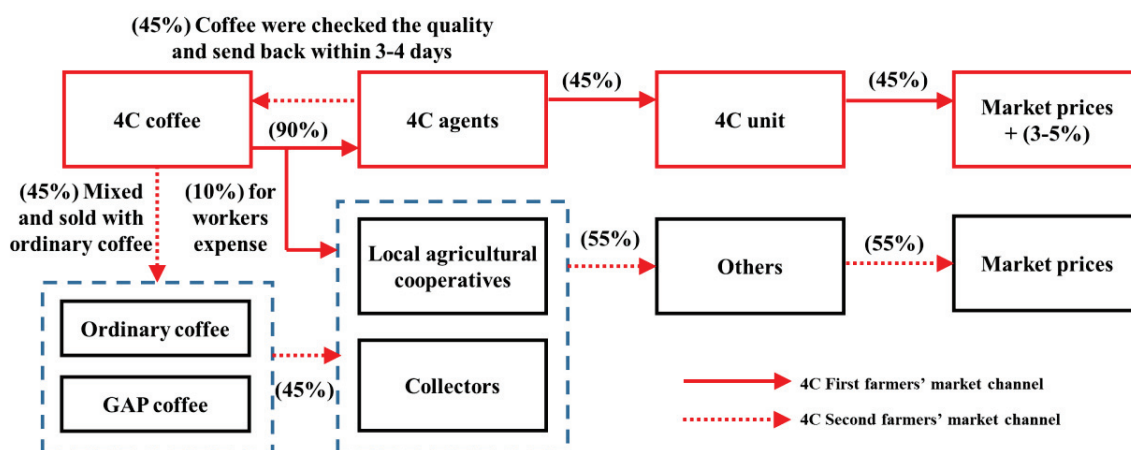 (45%) Coffee were checked the quality
and send back within 3-4 days
4C coffee
(90%)
4C agents
(45%)
4C unit
(45%)
Market prices
+ (3-5%)
(45%) Mixed
and sold with
ordinary coffee
(10%) for
workers
expense
Local agricultural
cooperatives
(55%)
Others
(55%)
Market prices
Ordinary coffee
GAP coffee
(45%)
Collectors
4C First farmers' market channel
4C Second farmers' market channel